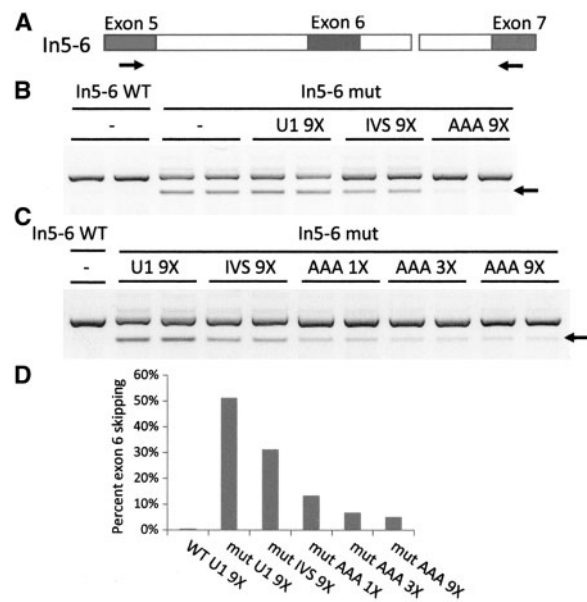 A
Exon 5 Exon 6 Exon 7
In5-6
B
In5-6 WT In5-6 mut
- - U1 9X IVS 9X AAA 9X
C
In5-6 WT In5-6 mut
- U1 9X IVS 9X AAA 1X AAA 3X AAA 9X
D
Percent exon 6 skipping
60%
50%
40%
30%
20%
10%
0%
WT U1 9X
mut U1 9X
mut IVS 9X
mut AAA 1X
mut AAA 3X
mut AAA 9X